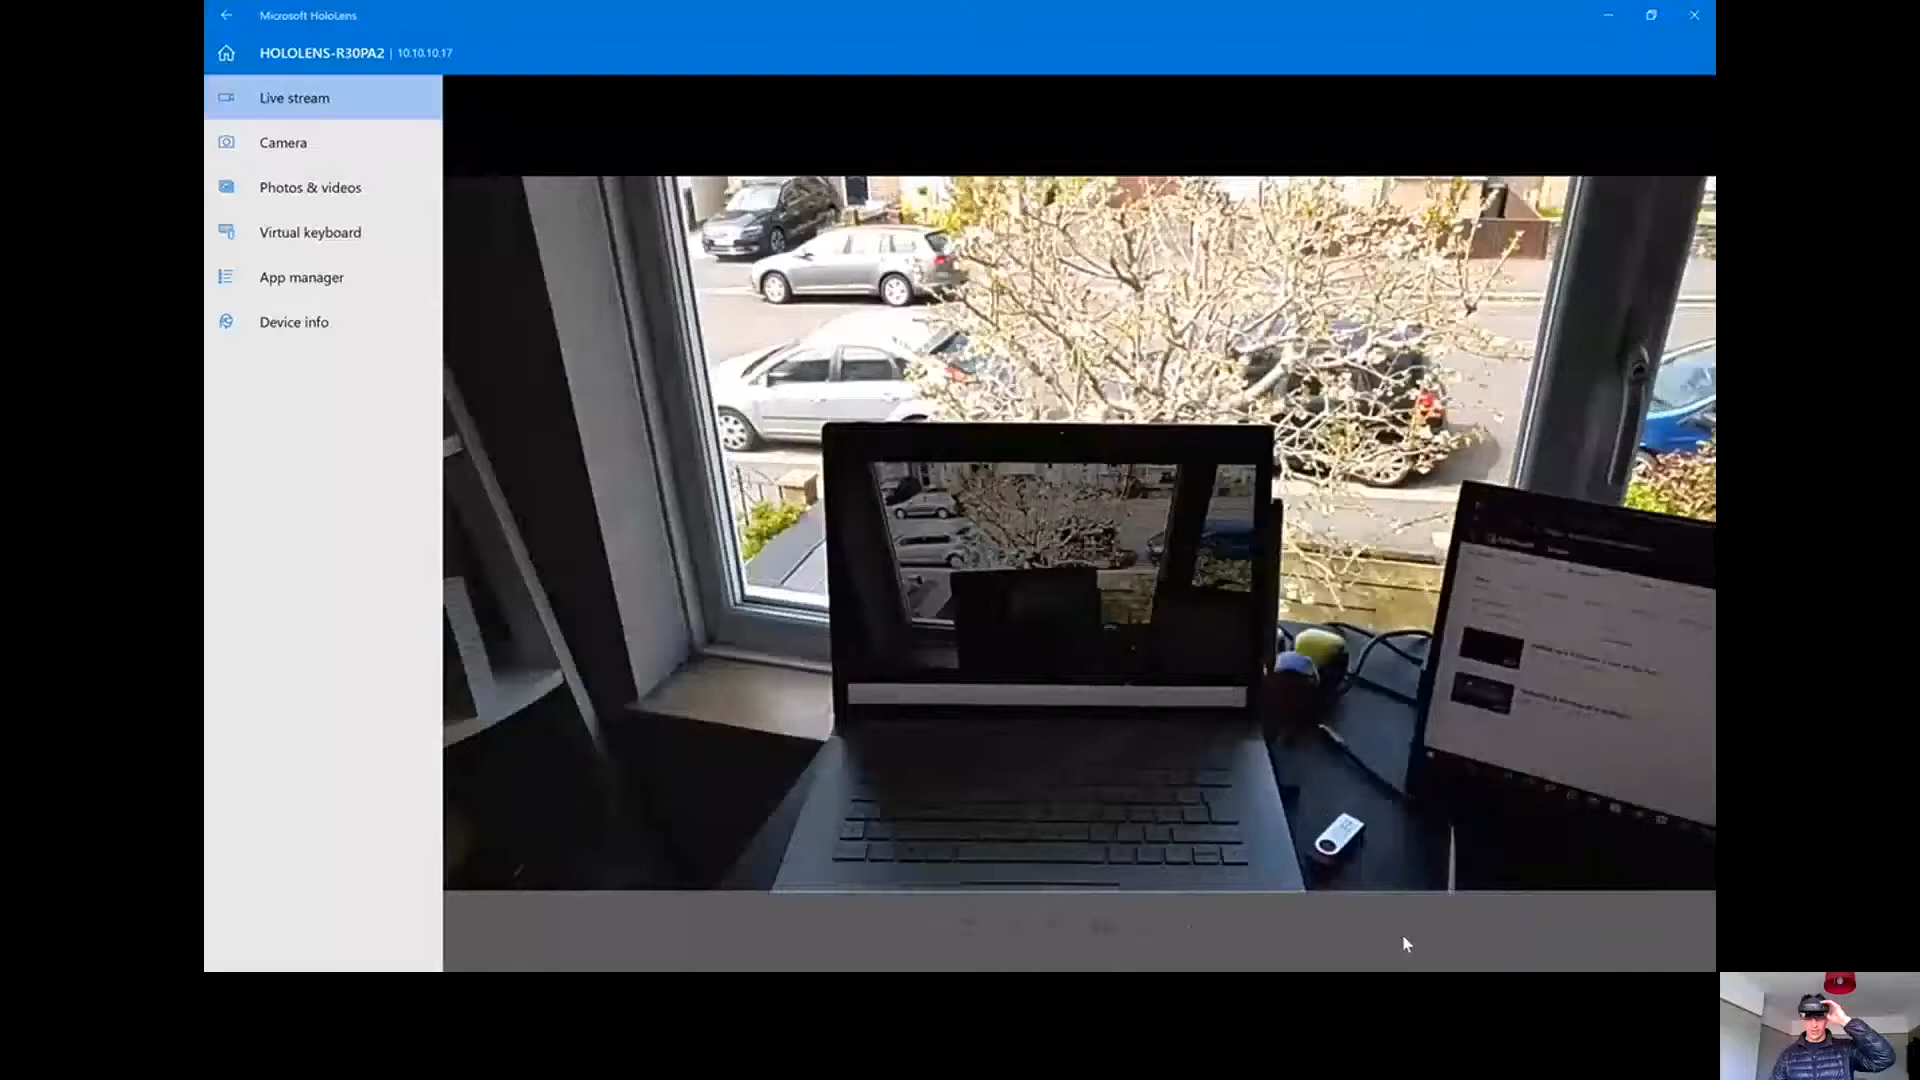 Microsoft HoloLens
HOLOLENS-R30PA2 | 10.10.10.17
Live stream
Camera
Photos & videos
Virtual keyboard
App manager
Device info